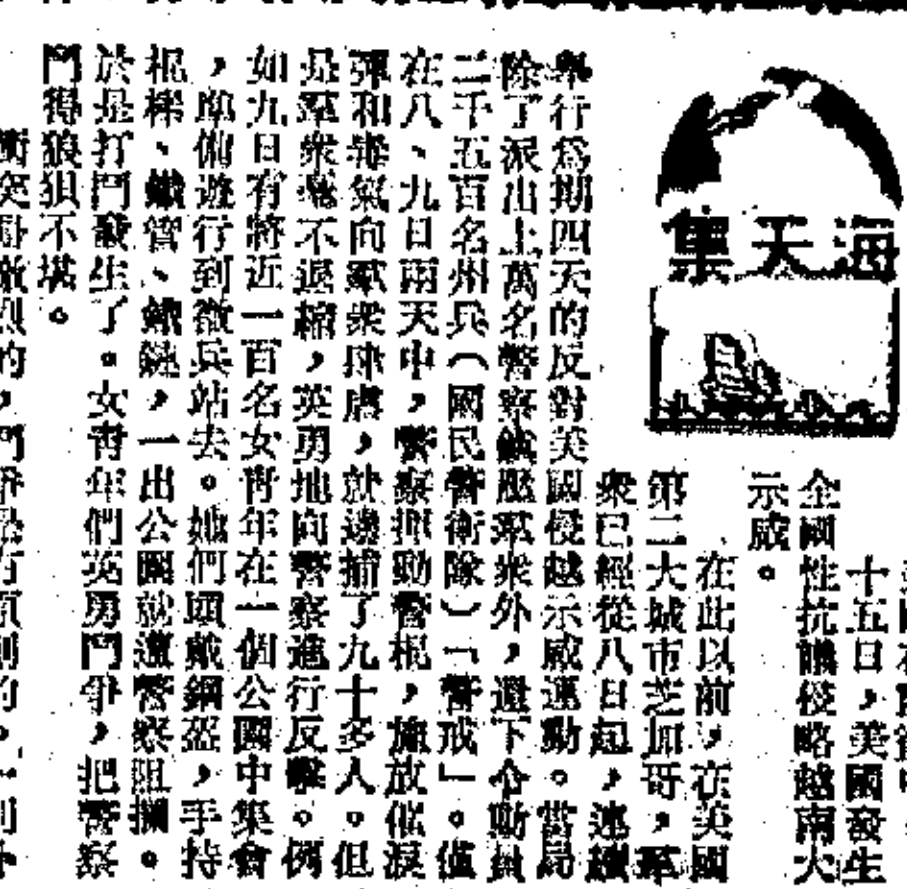 海天集
十五日，美國發生
全國性抗議侵略越南大
示威。
在此以前，在美國
第二大城市芝加哥，羣
衆已經從八日起，連續
舉行爲期四天的反對美國侵越示威運動。當局
除了派出上萬名警察鎮壓羣衆外，還下令動員
二千五百名州兵（國民警衛隊）「警戒」。僅
在八、九日兩天中，警察揮動警棍，施放催淚
彈和毒氣向羣衆肆虐，就逮捕了九十多人。但
是羣衆毫不退縮，英勇地向警察進行反擊。例
如九日有將近一百名女青年在一個公園中集會
，準備遊行到徵兵站去。她們頭戴鋼盔，手持
棍棒、鐵管、鐵鏈，一出公園就遭警察阻攔。
於是打鬥發生了。女青年們英勇鬥爭，把警察
鬥得狼狽不堪。